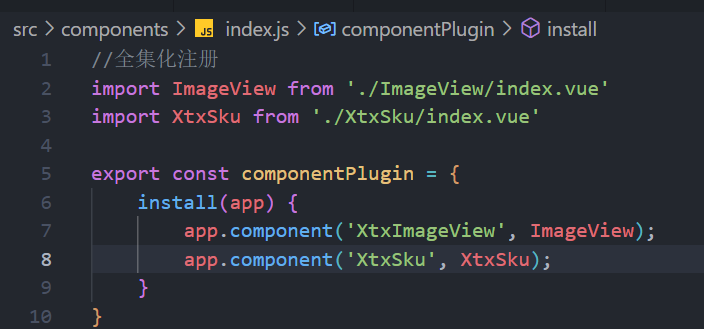 src > components > JS index.js > componentPlugin > install
1 //全集化注册
2 import ImageView from './ImageView/index.vue'
3 import XtxSku from './XtxSku/index.vue'
4
5 export const componentPlugin = {
6 install(app) {
7 app.component('XtxImageView', ImageView);
8 app.component('XtxSku', XtxSku);
9 }
10 }